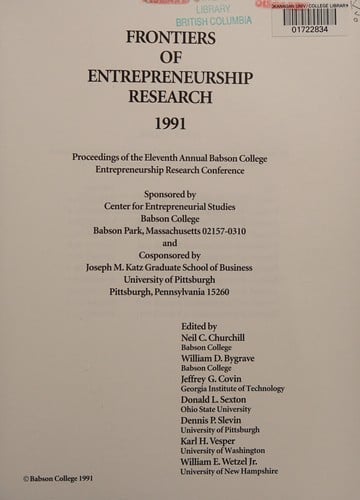 LIBRARY
BRITISH COLUMBIA
OKANAGAN UNIV/COLLEGE LIBRARY
01722834
FRONTIERS
OF
ENTREPRENEURSHIP
RESEARCH
1991
Proceedings of the Eleventh Annual Babson College
Entrepreneurship Research Conference
Sponsored by
Center for Entrepreneurial Studies
Babson College
Babson Park, Massachusetts 02157-0310
and
Cosponsored by
Joseph M. Katz Graduate School of Business
University of Pittsburgh
Pittsburgh, Pennsylvania 15260
Edited by
Neil C. Churchill
Babson College
William D. Bygrave
Babson College
Jeffrey G. Covin
Georgia Institute of Technology
Donald L. Sexton
Ohio State University
Dennis P. Slevin
University of Pittsburgh
Karl H. Vesper
University of Washington
William E. Wetzel Jr.
University of New Hampshire
© Babson College 1991